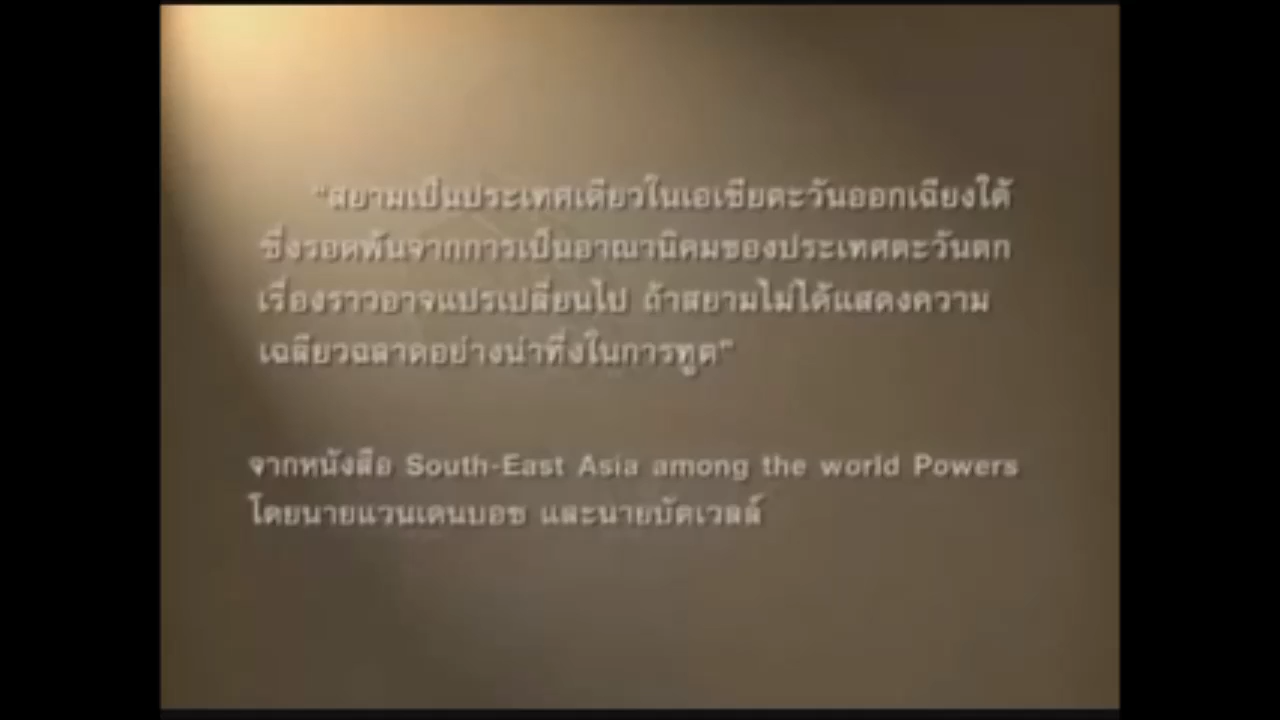 "สยามเป็นประเทศเดียวในเอเซียตะวันออกเฉียงใต้
ซึ่งรอดพ้นจากการเป็นอาณานิคมของประเทศตะวันตก
เรื่องราวอาจแปรเปลี่ยนไป ถ้าสยามไม่ได้แสดงความ
เฉลียวฉลาดอย่างน่าทึ่งในการทูต"
จากหนังสือ South-East Asia among the world Powers
โดยนายแวนเดนบอช และนายบัตเวลล์